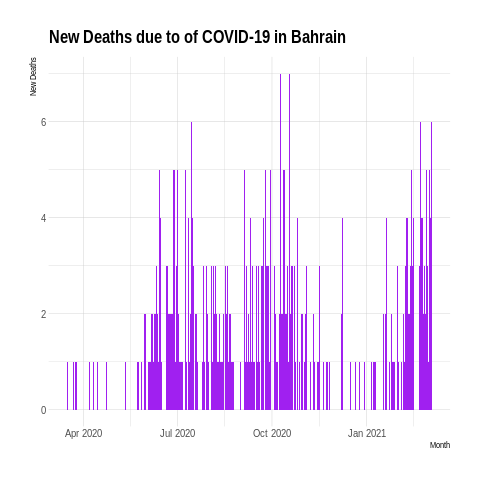 New Deaths due to of COVID-19 in Bahrain
New Deaths
6
4
2
0
Apr 2020 Jul 2020 Oct 2020 Jan 2021
Month